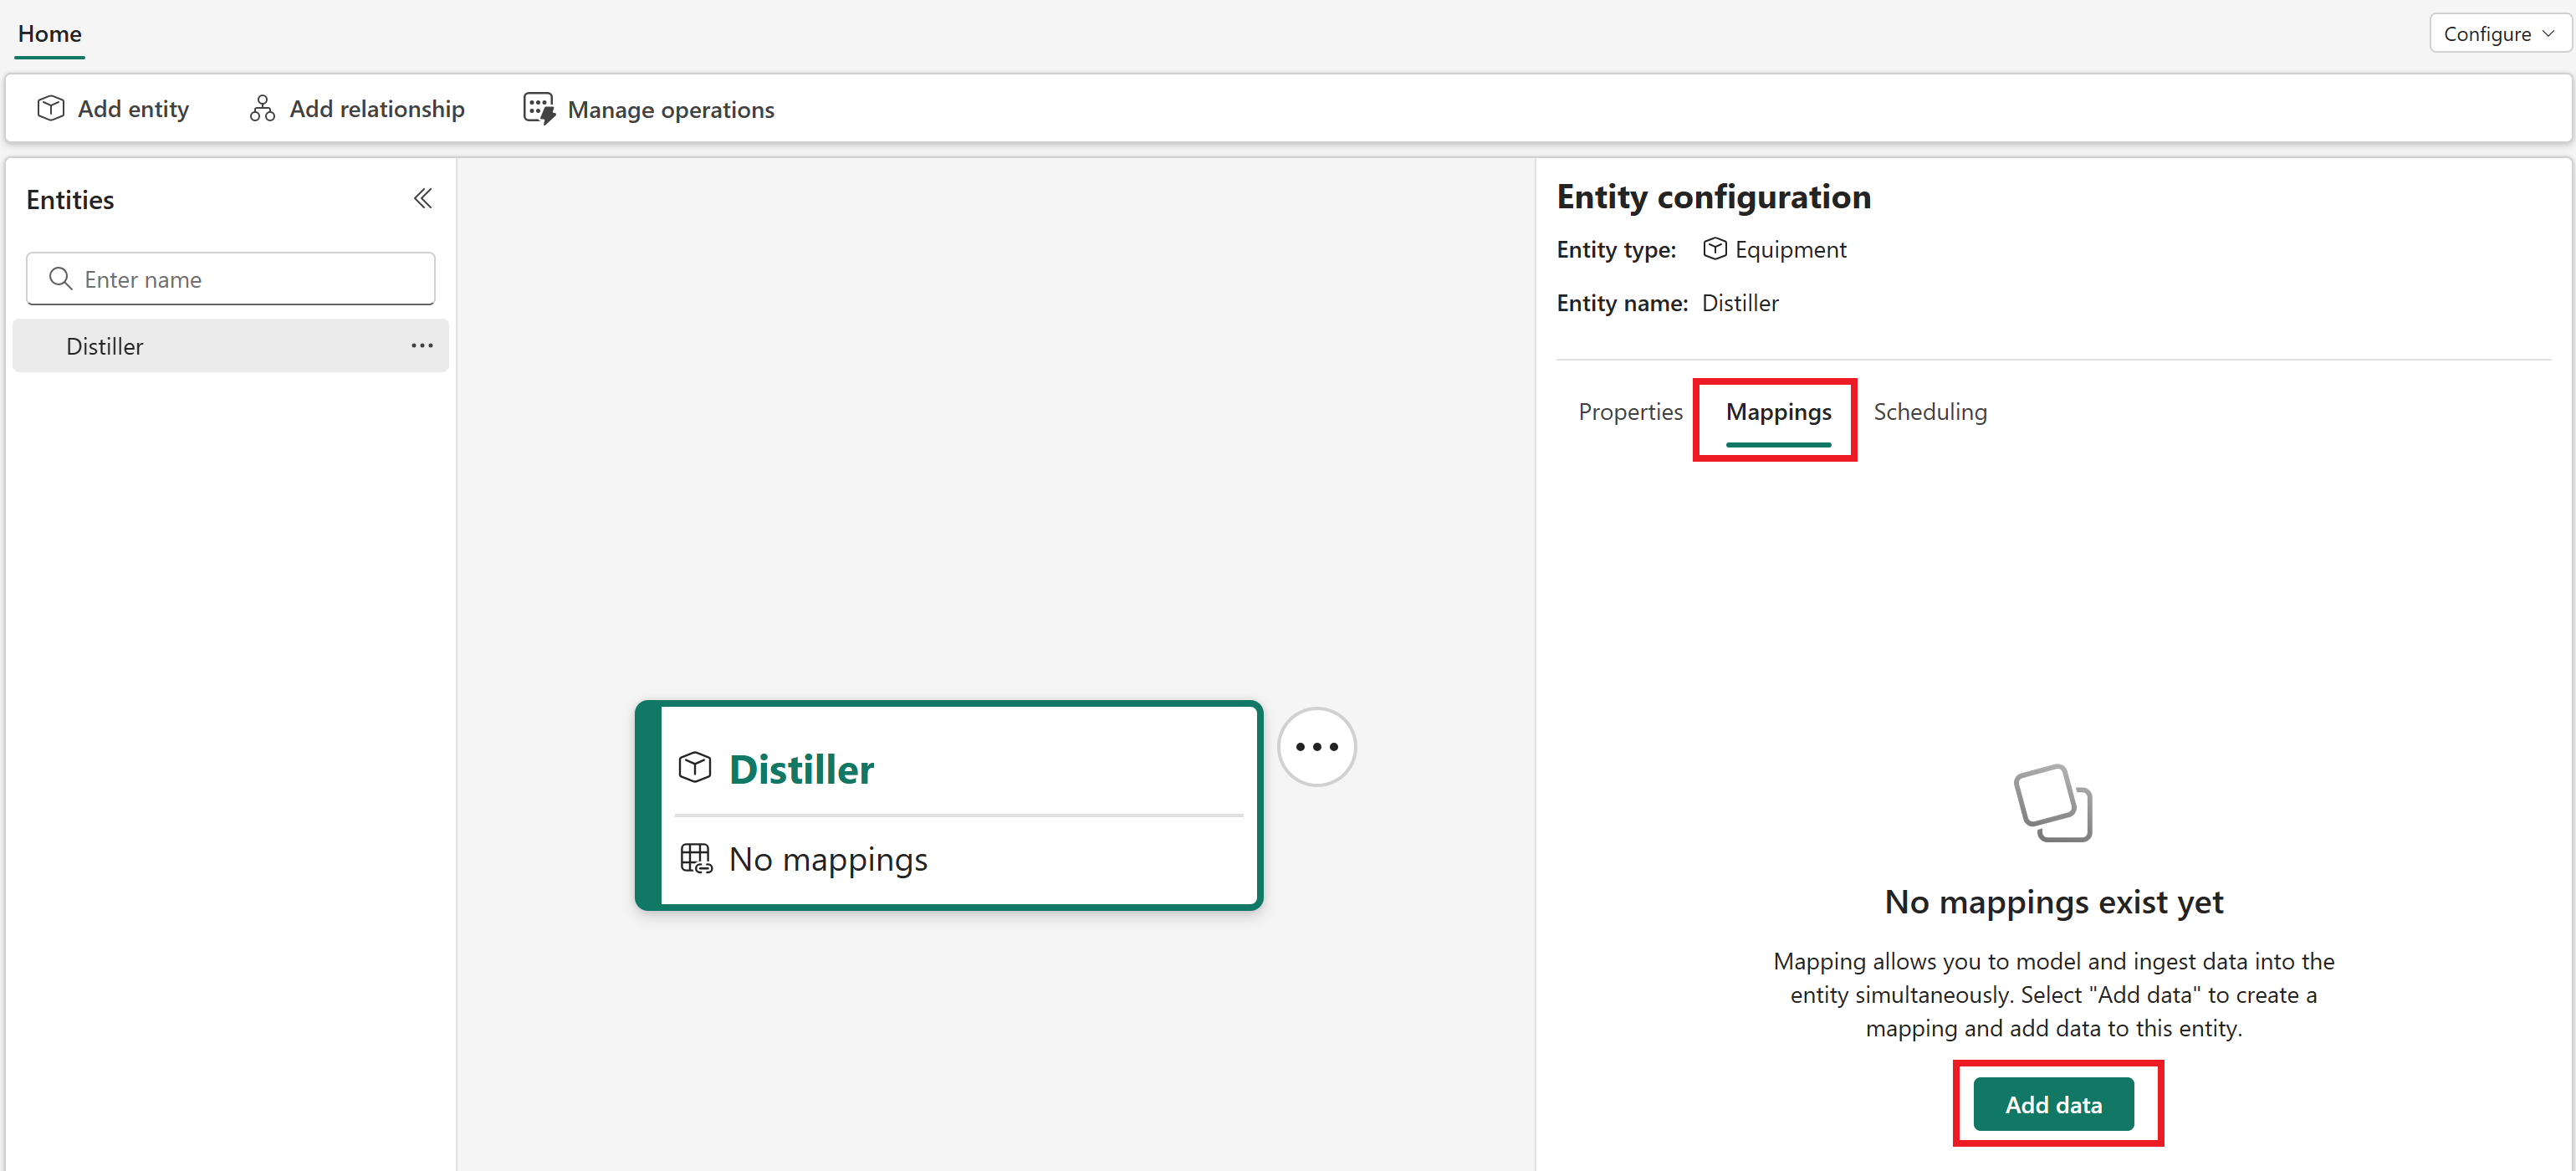 Home
Configure
Add entity
Add relationship
Manage operations
Entities
Enter name
Distiller
Distiller
No mappings
Entity configuration
Entity type: Equipment
Entity name: Distiller
Properties Mappings Scheduling
No mappings exist yet
Mapping allows you to model and ingest data into the
entity simultaneously. Select "Add data" to create a
mapping and add data to this entity.
Add data